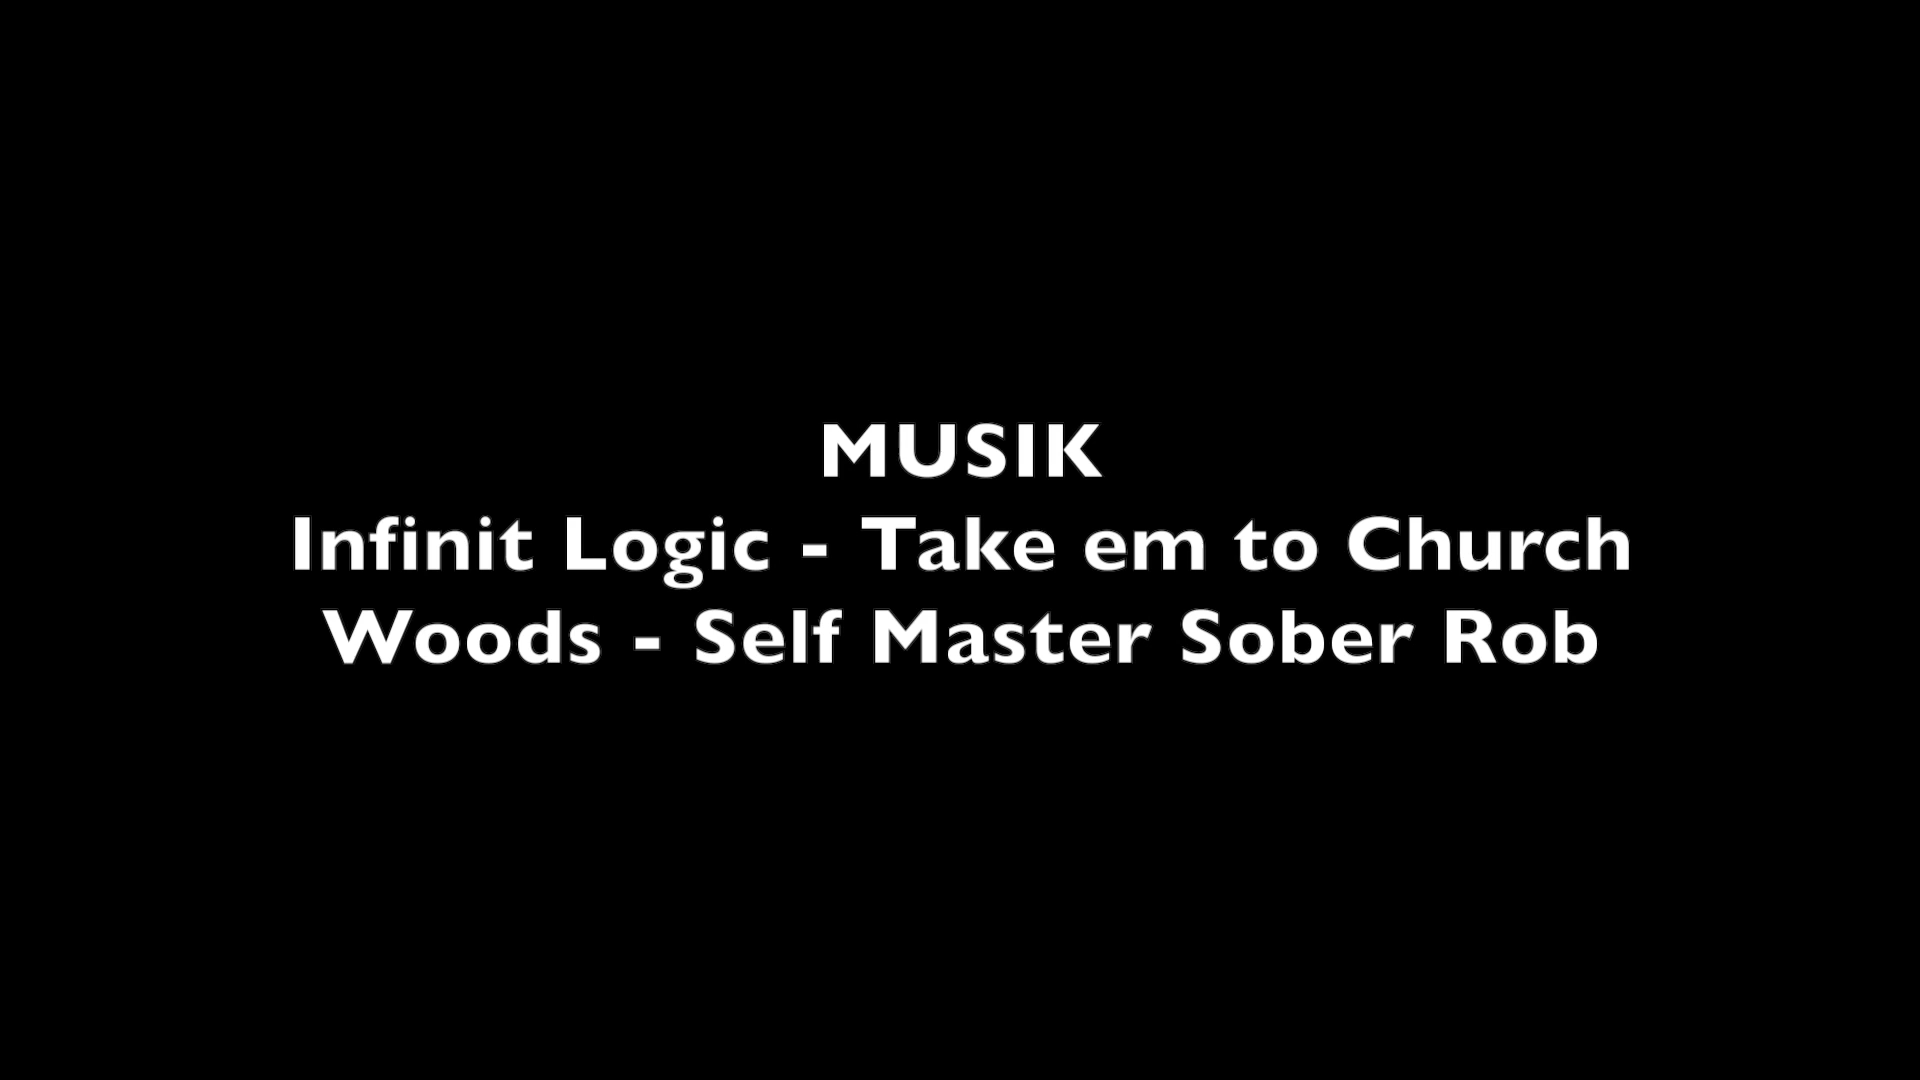 MUSIK
Infinit Logic - Take em to Church
Woods - Self Master Sober Rob